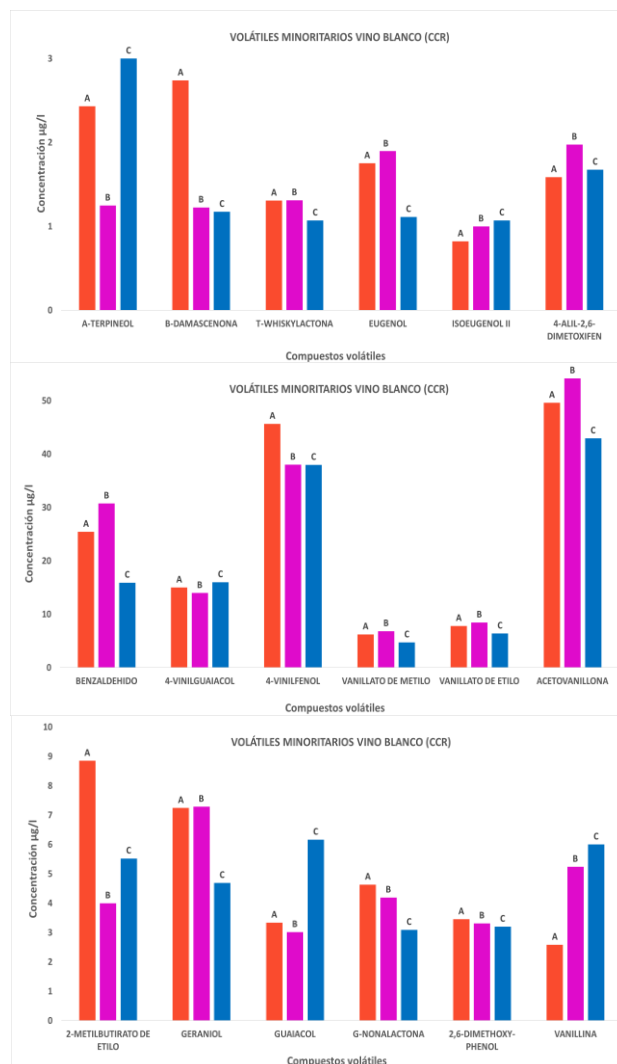 VOLÁTILES MINORITARIOS VINO BLANCO (CCR)
Concentración µg/l
3
2
1
0
A B C
A B C
A B C
A B C
A B C
A B C
A-TERPINEOL B-DAMASCENONA T-WHISKYLACTONA EUGENOL ISOEUGENOL II 4-ALIL-2,6-
DIMETOXIFEN
Compuestos volátiles
VOLÁTILES MINORITARIOS VINO BLANCO (CCR)
Concentración µg/l
50
40
30
20
10
0
A B C
A B C
A B C
A B C
A B C
A B C
BENZALDEHIDO 4-VINILGUAIACOL 4-VINILFENOL VANILLATO DE METILO VANILLATO DE ETILO ACETOVANILLONA
Compuestos volátiles
VOLÁTILES MINORITARIOS VINO BLANCO (CCR)
Concentración µg/l
10
9
8
7
6
5
4
3
2
1
0
A B C
A B C
A B C
A B C
A B C
A B C
2-METILBUTIRATO DE GERANIOL GUAIACOL G-NONALACTONA 2,6-DIMETHOXY- VANILLINA
ETILO PHENOL
Compuestos volátiles